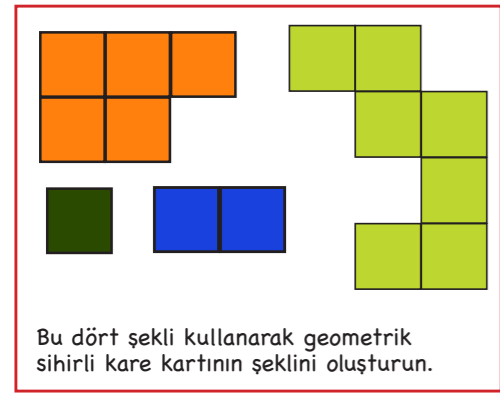 Bu dört şekli kullanarak geometrik
sihirli kare kartının şeklini oluşturun.